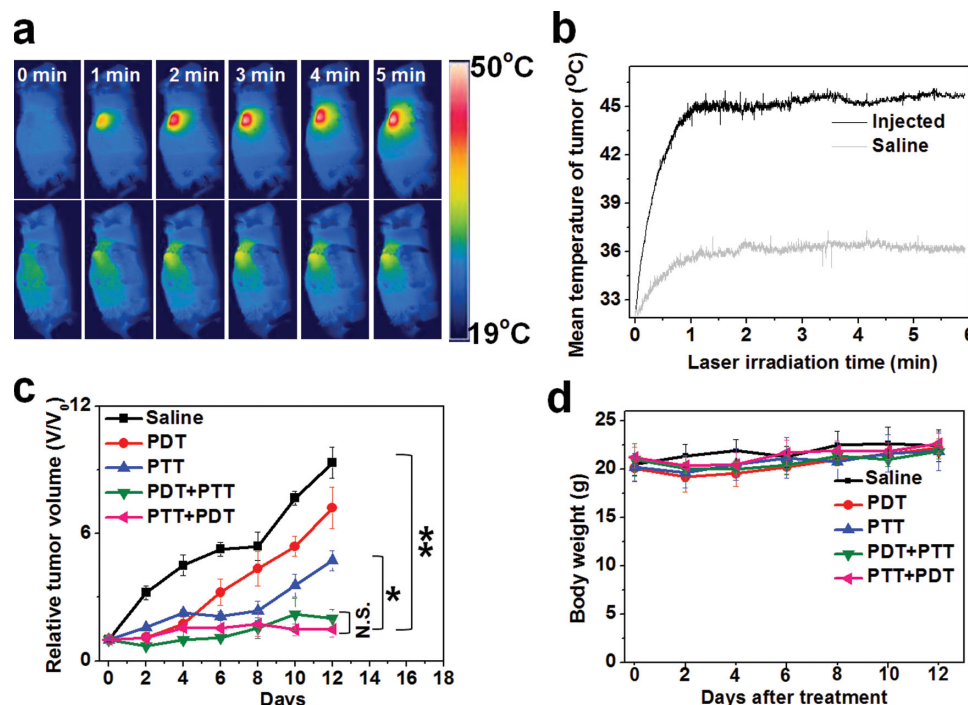 a
0 min 1 min 2 min 3 min 4 min 5 min
50°C
19°C
b
Mean temperature of tumor (°C)
45
42
39
36
33
Injected
Saline
0 1 2 3 4 5 6
Laser irradiation time (min)
c
Relative tumor volume (V/V₀)
12
6
0
Saline
PDT
PTT
PDT+PTT
PTT+PDT
N.S.
*
**
0 2 4 6 8 10 12 14 16 18
Days
d
Body weight (g)
25
20
15
10
5
0
Saline
PDT
PTT
PDT+PTT
PTT+PDT
0 2 4 6 8 10 12
Days after treatment